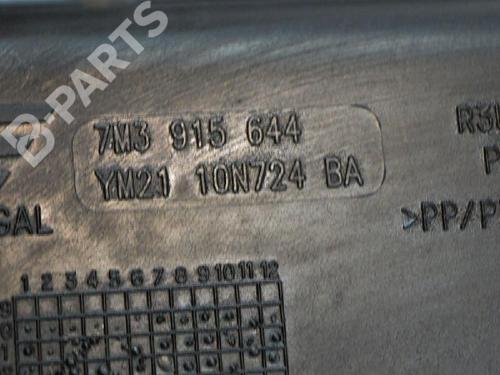 B-PARTS
7M3 915 644
YM21 10N724 BA
GAL
R3
P
>PP/P
1 2 3 4 5 6 7 8 9 10 11 12